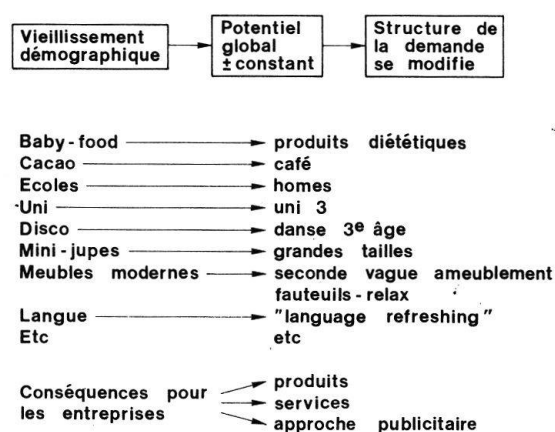 Vieillissement démographique
Potentiel global ± constant
Structure de la demande se modifie
Baby-food → produits diététiques
Cacao → café
Ecoles → homes
Uni → uni 3
Disco → danse 3e âge
Mini-jupes → grandes tailles
Meubles modernes → seconde vague ameublement
fauteuils-relax
Langue → "language refreshing"
Etc etc
Conséquences pour les entreprises
produits
services
approche publicitaire